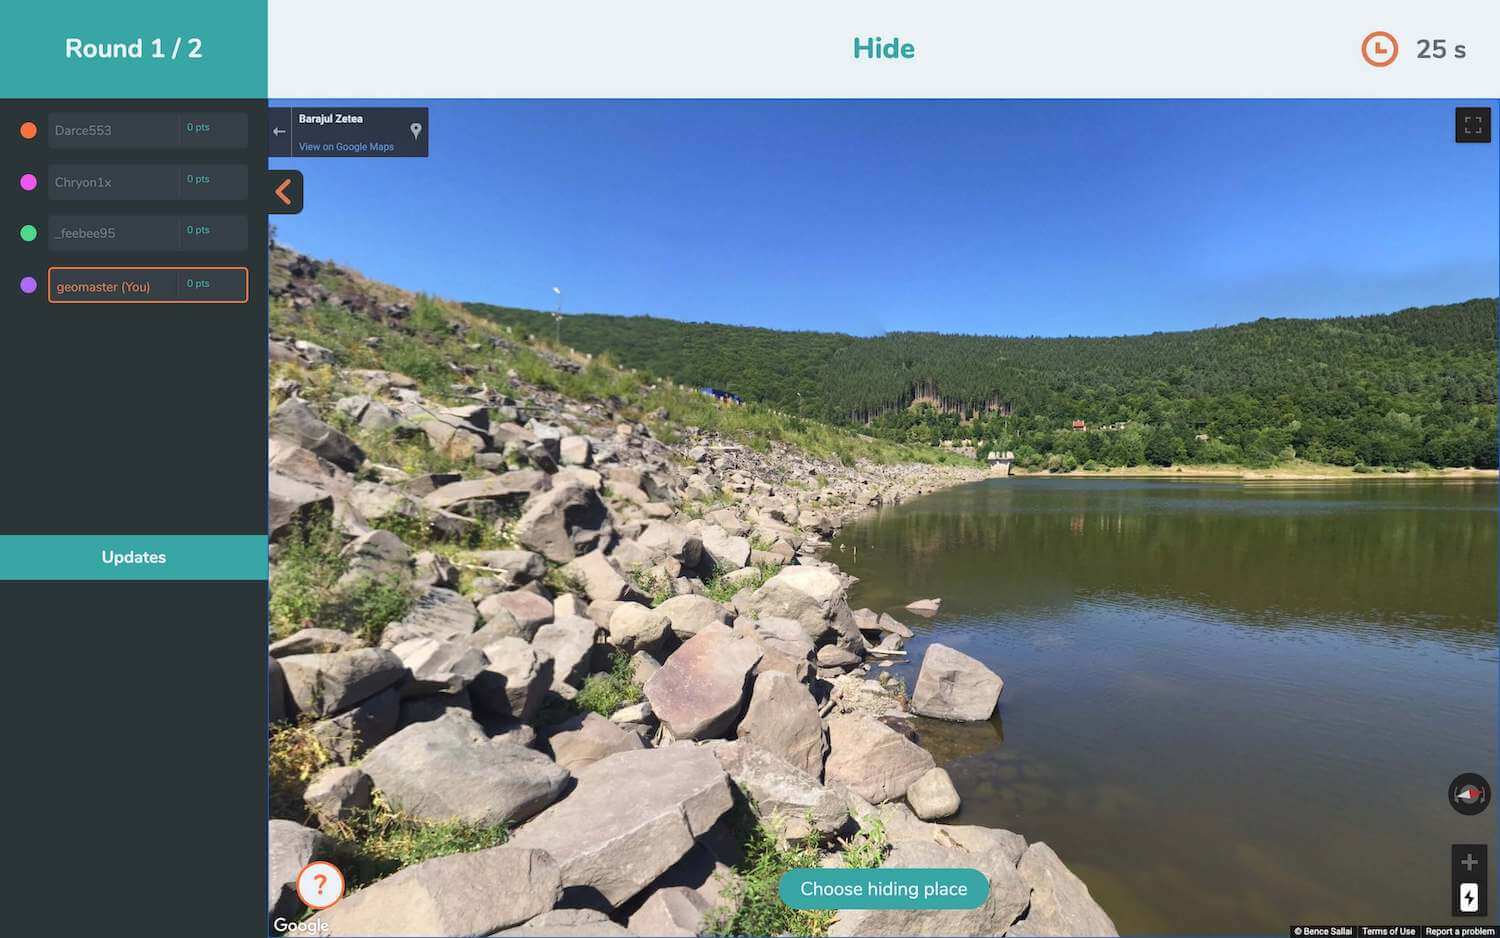 Round 1 / 2
Hide
25 s
Darce553
0 pts
Chryon1x
0 pts
_feebee95
0 pts
geomaster (You)
0 pts
Updates
Barajul Zetea
View on Google Maps
?
Choose hiding place
Google
© Bence Sallai
Terms of Use
Report a problem